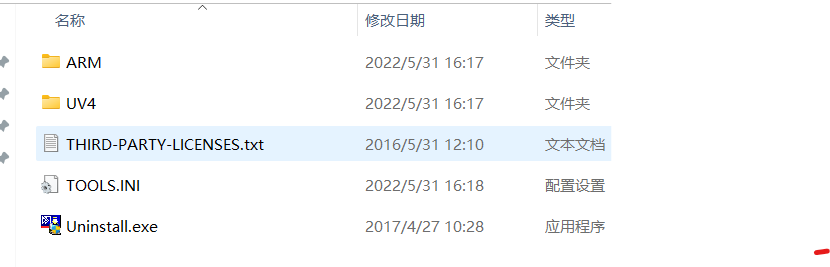 名称 修改日期 类型
ARM 2022/5/31 16:17 文件夹
UV4 2022/5/31 16:17 文件夹
THIRD-PARTY-LICENSES.txt 2016/5/31 12:10 文本文档
TOOLS.INI 2022/5/31 16:18 配置设置
Uninstall.exe 2017/4/27 10:28 应用程序